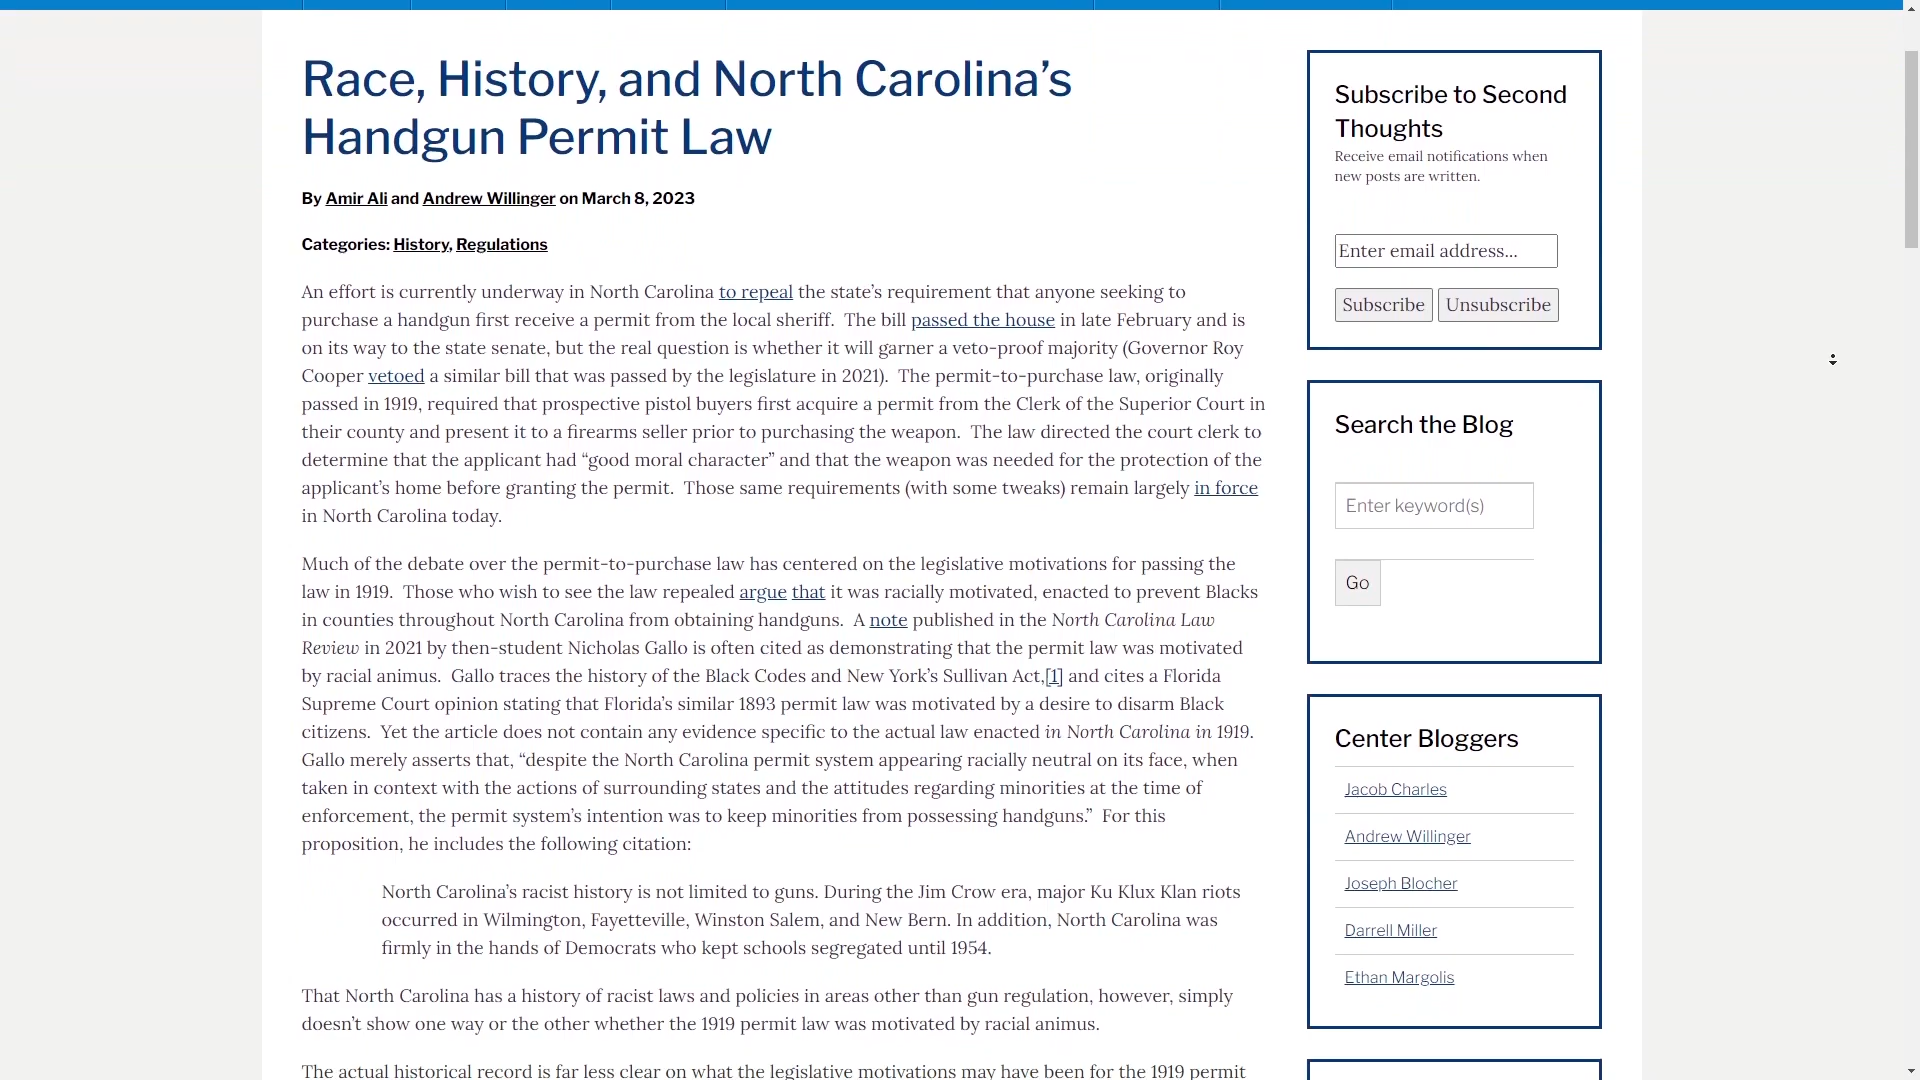 Race, History, and North Carolina’s
Handgun Permit Law
By Amir Ali and Andrew Willinger on March 8, 2023
Categories: History, Regulations
An effort is currently underway in North Carolina to repeal the state’s requirement that anyone seeking to
purchase a handgun first receive a permit from the local sheriff.  The bill passed the house in late February and is
on its way to the state senate, but the real question is whether it will garner a veto-proof majority (Governor Roy
Cooper vetoed a similar bill that was passed by the legislature in 2021).  The permit-to-purchase law, originally
passed in 1919, required that prospective pistol buyers first acquire a permit from the Clerk of the Superior Court in
their county and present it to a firearms seller prior to purchasing the weapon.  The law directed the court clerk to
determine that the applicant had “good moral character” and that the weapon was needed for the protection of the
applicant’s home before granting the permit.  Those same requirements (with some tweaks) remain largely in force
in North Carolina today.
Much of the debate over the permit-to-purchase law has centered on the legislative motivations for passing the
law in 1919.  Those who wish to see the law repealed argue that it was racially motivated, enacted to prevent Blacks
in counties throughout North Carolina from obtaining handguns.  A note published in the North Carolina Law
Review in 2021 by then-student Nicholas Gallo is often cited as demonstrating that the permit law was motivated
by racial animus.  Gallo traces the history of the Black Codes and New York’s Sullivan Act,[1] and cites a Florida
Supreme Court opinion stating that Florida’s similar 1893 permit law was motivated by a desire to disarm Black
citizens.  Yet the article does not contain any evidence specific to the actual law enacted in North Carolina in 1919.
Gallo merely asserts that, “despite the North Carolina permit system appearing racially neutral on its face, when
taken in context with the actions of surrounding states and the attitudes regarding minorities at the time of
enforcement, the permit system’s intention was to keep minorities from possessing handguns.”  For this
proposition, he includes the following citation:
North Carolina’s racist history is not limited to guns. During the Jim Crow era, major Ku Klux Klan riots
occurred in Wilmington, Fayetteville, Winston Salem, and New Bern. In addition, North Carolina was
firmly in the hands of Democrats who kept schools segregated until 1954.
That North Carolina has a history of racist laws and policies in areas other than gun regulation, however, simply
doesn’t show one way or the other whether the 1919 permit law was motivated by racial animus.
The actual historical record is far less clear on what the legislative motivations may have been for the 1919 permit
Subscribe to Second
Thoughts
Receive email notifications when
new posts are written.
Enter email address...
Subscribe Unsubscribe
Search the Blog
Enter keyword(s)
Go
Center Bloggers
Jacob Charles
Andrew Willinger
Joseph Blocher
Darrell Miller
Ethan Margolis